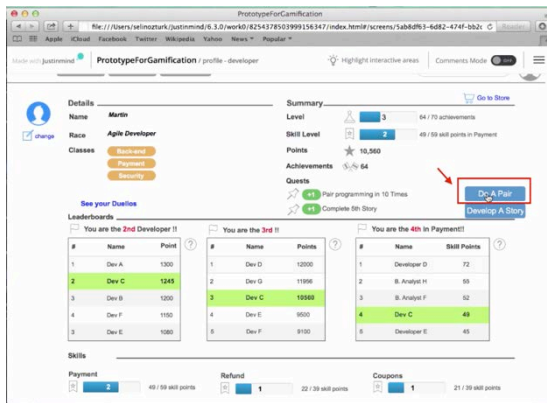 PrototypeForGamification
file:///Users/selinozturk/justinmind/6.3.0/work0/8254378503999156347/index.html#/screens/5ab8df63-6d82-474f-bb2c
Reader
Apple iCloud Facebook Twitter Wikipedia Yahoo News Popular
Made with Justinmind PrototypeForGamification / profile - developer Highlight interactive areas Comments Mode
Details
change
Name Martin
Race Agile Developer
Classes Back-end
Payment
Security
See your Duellos
Summary
Go to Store
Level 3 64 / 70 achievements
Skill Level 2 49 / 59 skill points in Payment
Points 10,560
Achievements 64
Quests
+1 Pair programming in 10 Times Do A Pair
+1 Complete 5th Story Develop A Story
Leaderboards
You are the 2nd Developer !!
# Name Point
1 Dev A 1300
2 Dev C 1245
3 Dev B 1200
4 Dev F 1150
3 Dev E 1080
You are the 3rd !!
# Name Points
1 Dev D 12000
2 Dev G 11956
3 Dev C 10560
4 Dev E 9500
5 Dev F 9100
You are the 4th in Payment!!
# Name Skill Points
1 Developer D 72
2 B. Analyst H 55
3 B. Analyst F 52
4 Dev C 49
5 Developer E 45
Skills
Payment
2 49 / 59 skill points
Refund
1 22 / 39 skill points
Coupons
1 21 / 39 skill points